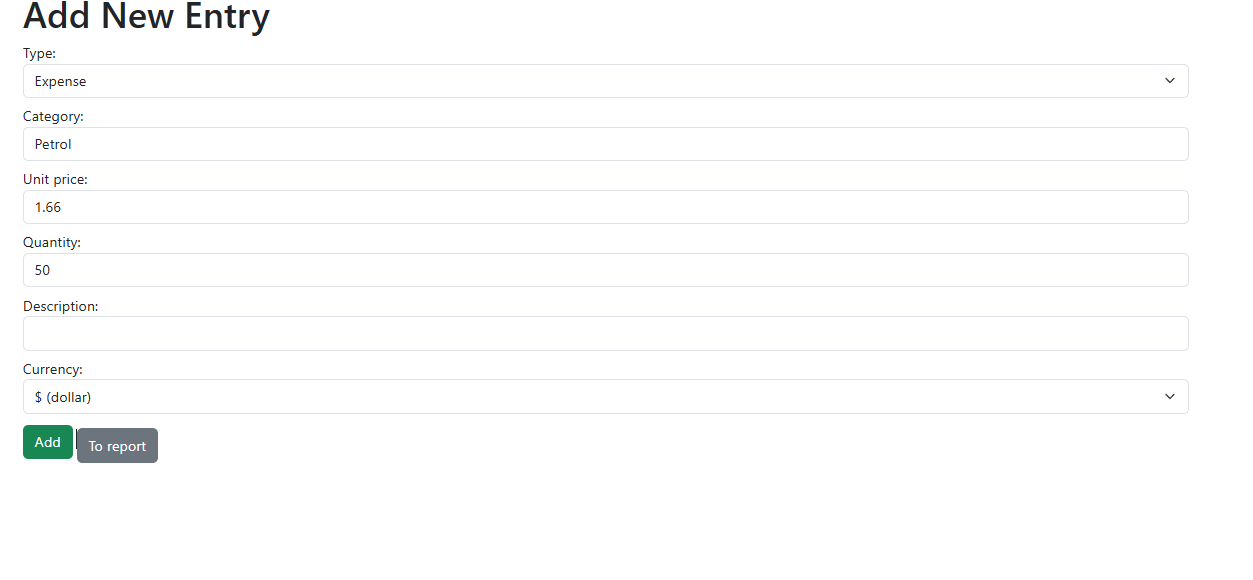 Add New Entry
Type:
Expense
Category:
Petrol
Unit price:
1.66
Quantity:
50
Description:
Currency:
$ (dollar)
Add | To report